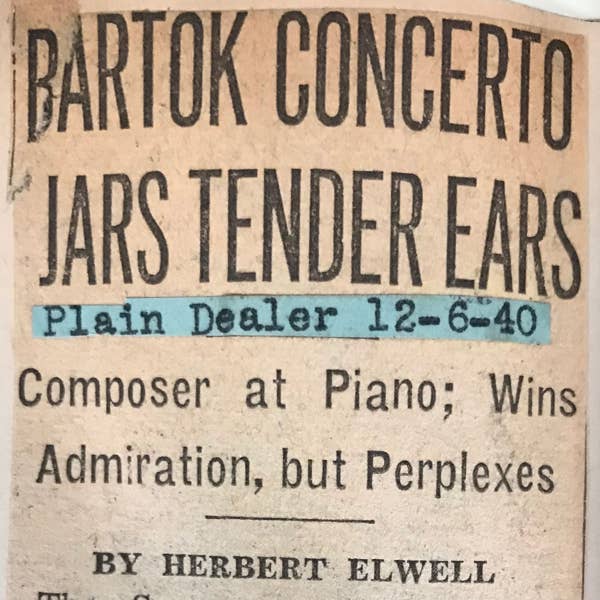 BARTOK CONCERTO
JARS TENDER EARS
Plain Dealer 12-6-40
Composer at Piano; Wins
Admiration, but Perplexes
BY HERBERT ELWELL